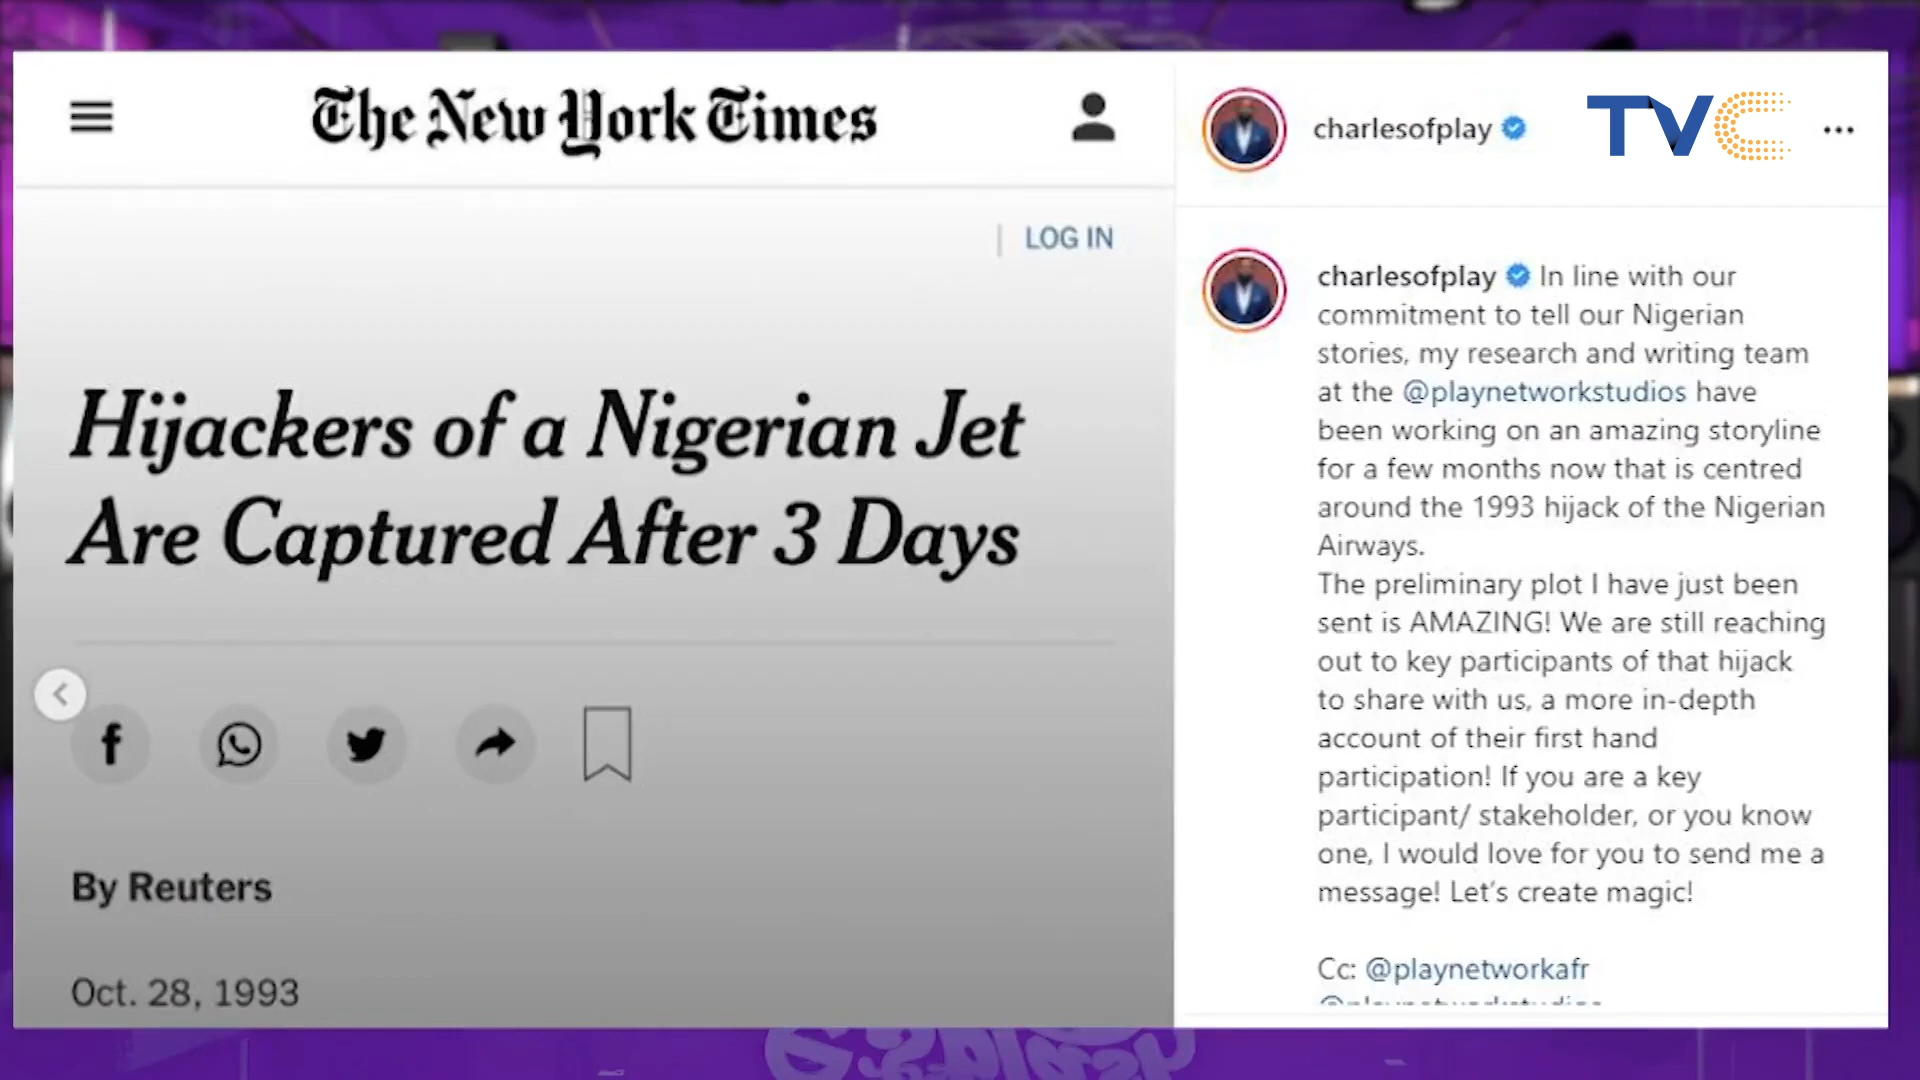 The New York Times
LOG IN
Hijackers of a Nigerian Jet
Are Captured After 3 Days
By Reuters
Oct. 28, 1993
charlesofplay
TVC
charlesofplay In line with our
commitment to tell our Nigerian
stories, my research and writing team
at the @playnetworkstudios have
been working on an amazing storyline
for a few months now that is centred
around the 1993 hijack of the Nigerian
Airways.
The preliminary plot I have just been
sent is AMAZING! We are still reaching
out to key participants of that hijack
to share with us, a more in-depth
account of their first hand
participation! If you are a key
participant/ stakeholder, or you know
one, I would love for you to send me a
message! Let's create magic!
Cc: @playnetworkafr